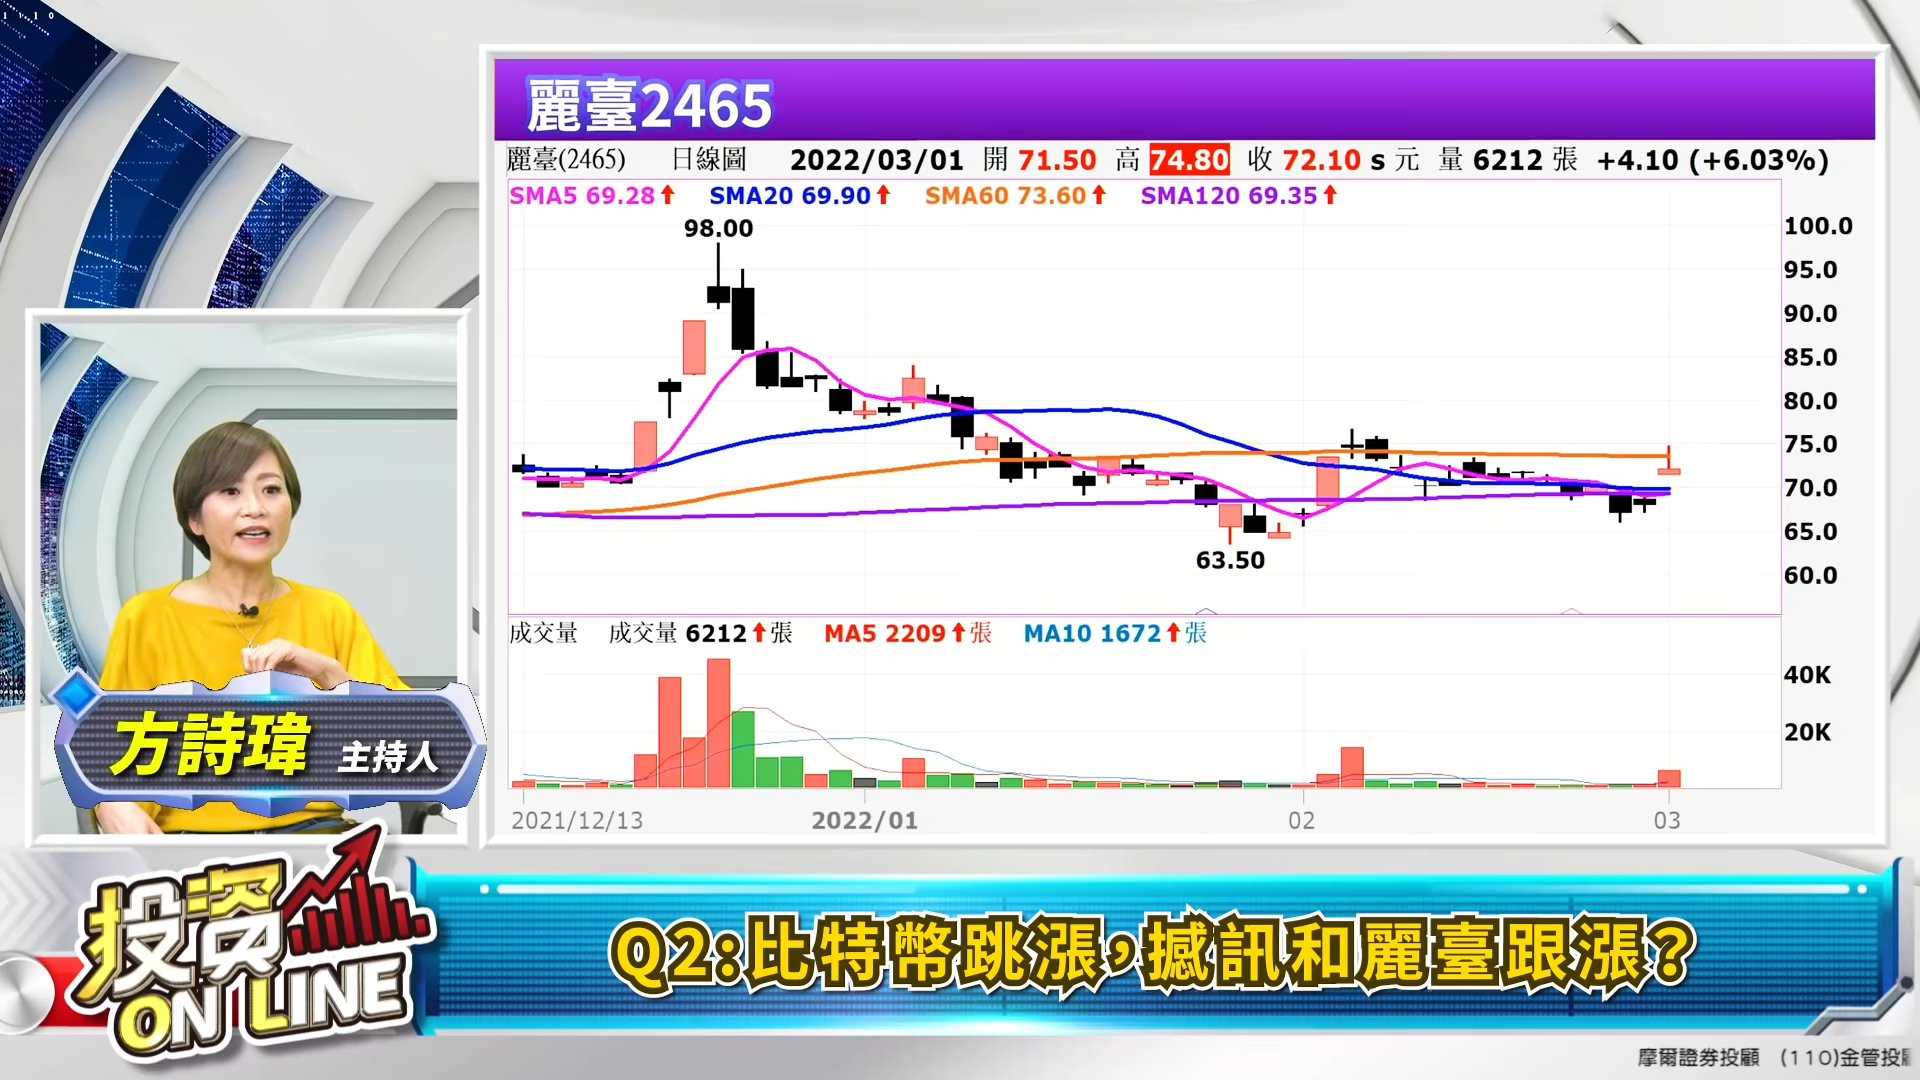 麗臺2465
麗臺(2465) 日線圖 2022/03/01 開 71.50 高 74.80 收 72.10 s 元 量 6212 張 +4.10 (+6.03%)
SMA5 69.28↑ SMA20 69.90↑ SMA60 73.60↑ SMA120 69.35↑
98.00
63.50
100.0
95.0
90.0
85.0
80.0
75.0
70.0
65.0
60.0
成交量 成交量 6212↑張 MA5 2209↑張 MA10 1672↑張
40K
20K
2021/12/13 2022/01 02 03
方詩瑋 主持人
投資
ON LINE
Q2:比特幣跳漲,撼訊和麗臺跟漲?
摩爾證券投顧 (110)金管投